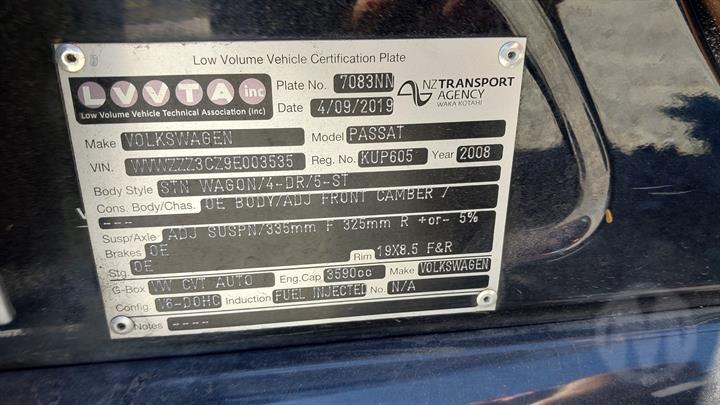 Low Volume Vehicle Certification Plate
LVVTA inc
Low Volume Vehicle Technical Association (inc)
Plate No. 7083NN
Date 4/09/2019
NZ TRANSPORT
AGENCY
WAKA KOTAHI
Make VOLKSWAGEN Model PASSAT
VIN. WVWZZZ3CZ9E003535 Reg. No. KUP605 Year 2008
Body Style STN WAGON/4-DR/5-ST
Cons. Body/Chas. OE BODY/ADJ FRONT CAMBER /
----
Susp/Axle ADJ SUSPN/335mm F 325mm R +or- 5%
Brakes OE Rim 19X8.5 F&R
Stg. OE
G-Box VW CVT AUTO Eng.Cap 3590cc Make VOLKSWAGEN
Config. V6-DOHC Induction FUEL INJECTED No. N/A
Notes ----